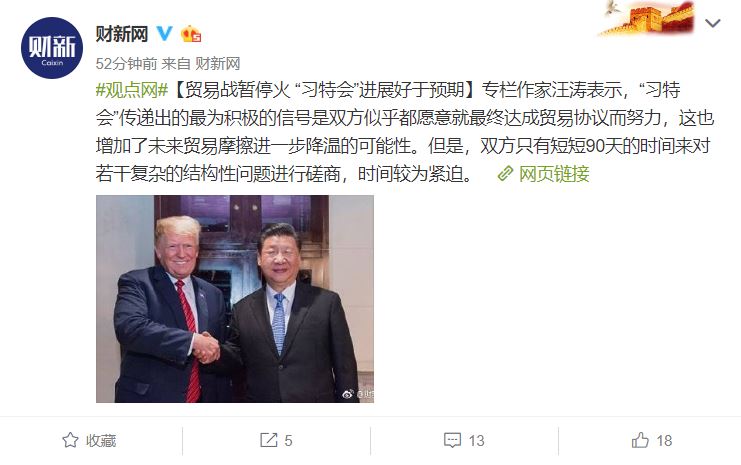 财新
Caixin
财新网
52分钟前 来自 财新网
#观点网#【贸易战暂停火 “习特会”进展好于预期】专栏作家汪涛表示，“习特
会”传递出的最为积极的信号是双方似乎都愿意就最终达成贸易协议而努力，这也
增加了未来贸易摩擦进一步降温的可能性。但是，双方只有短短90天的时间来对
若干复杂的结构性问题进行磋商，时间较为紧迫。 网页链接
收藏
5
13
18